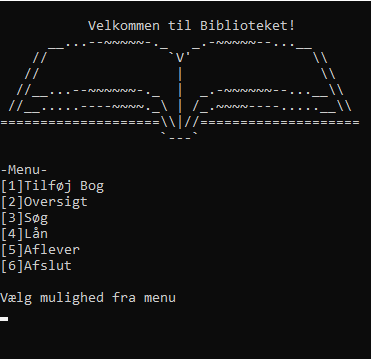 Velkommen til Biblioteket!
-Menu-
[1]Tilføj Bog
[2]Oversigt
[3]Søg
[4]Lån
[5]Aflever
[6]Afslut
Vælg mulighed fra menu